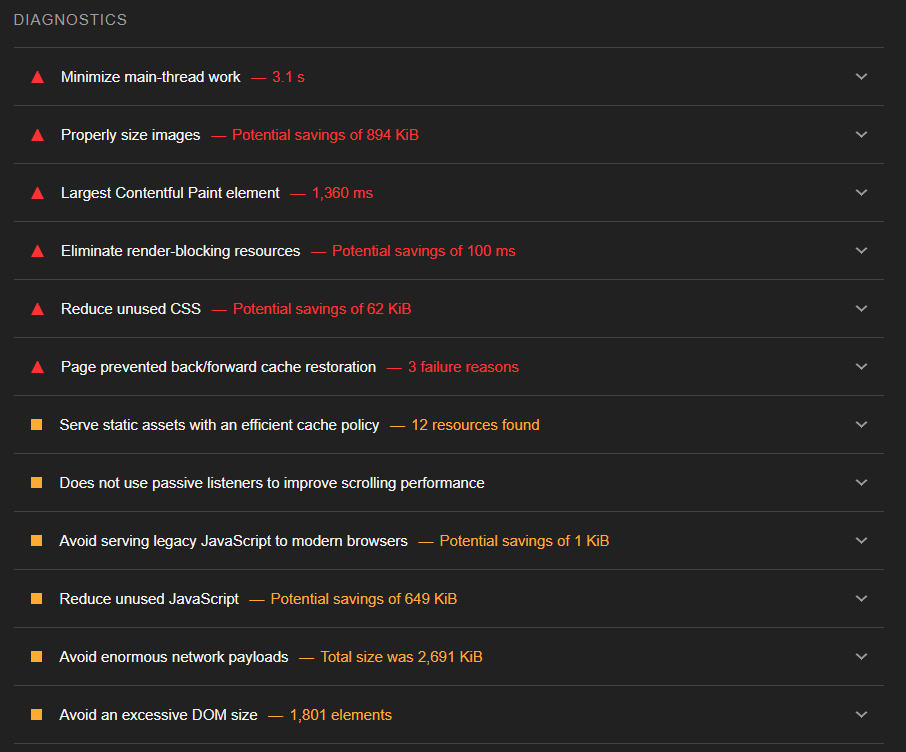 DIAGNOSTICS
Minimize main-thread work — 3.1 s
Properly size images — Potential savings of 894 KiB
Largest Contentful Paint element — 1,360 ms
Eliminate render-blocking resources — Potential savings of 100 ms
Reduce unused CSS — Potential savings of 62 KiB
Page prevented back/forward cache restoration — 3 failure reasons
Serve static assets with an efficient cache policy — 12 resources found
Does not use passive listeners to improve scrolling performance
Avoid serving legacy JavaScript to modern browsers — Potential savings of 1 KiB
Reduce unused JavaScript — Potential savings of 649 KiB
Avoid enormous network payloads — Total size was 2,691 KiB
Avoid an excessive DOM size — 1,801 elements